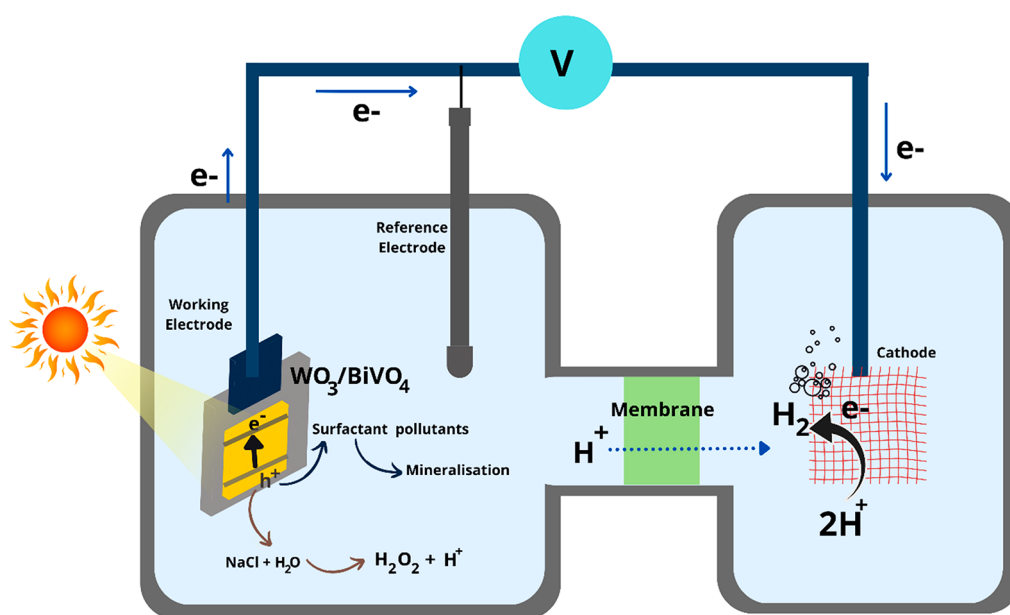 V
e-
e-
e-
Reference
Electrode
Working
Electrode
Cathode
WO₃/BiVO₄
Membrane
e-
H₂
e-
Surfactant pollutants
H⁺
h⁺
Mineralisation
2H⁺
NaCl + H₂O
H₂O₂ + H⁺